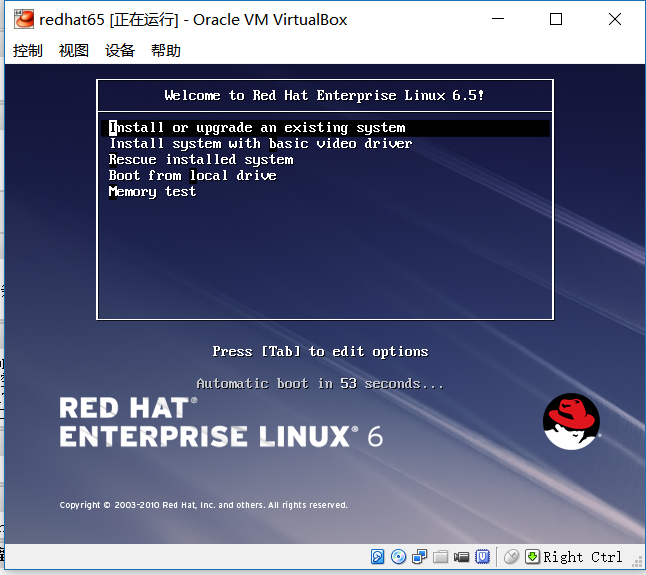 redhat65 [正在运行] - Oracle VM VirtualBox
控制 视图 设备 帮助
Welcome to Red Hat Enterprise Linux 6.5!
Install or upgrade an existing system
Install system with basic video driver
Rescue installed system
Boot from local drive
Memory test
Press [Tab] to edit options
Automatic boot in 53 seconds...
RED HAT®
ENTERPRISE LINUX® 6
Copyright © 2003-2010 Red Hat, Inc. and others. All rights reserved.
Right Ctrl